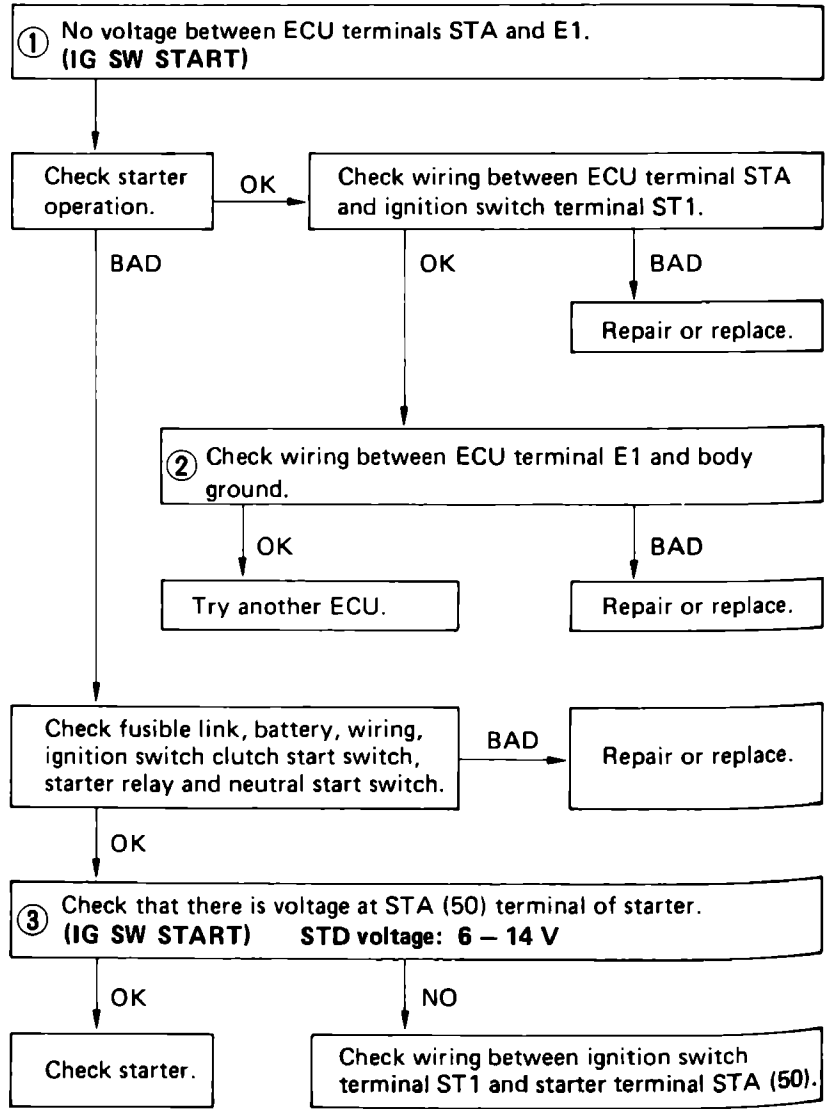 ① No voltage between ECU terminals STA and E1.
(IG SW START)
Check starter
operation.
OK
Check wiring between ECU terminal STA
and ignition switch terminal ST1.
BAD
OK
BAD
Repair or replace.
② Check wiring between ECU terminal E1 and body
ground.
OK
BAD
Try another ECU.
Repair or replace.
Check fusible link, battery, wiring,
ignition switch clutch start switch,
starter relay and neutral start switch.
BAD
Repair or replace.
OK
③ Check that there is voltage at STA (50) terminal of starter.
(IG SW START) STD voltage: 6 – 14 V
OK
NO
Check starter.
Check wiring between ignition switch
terminal ST1 and starter terminal STA (50).